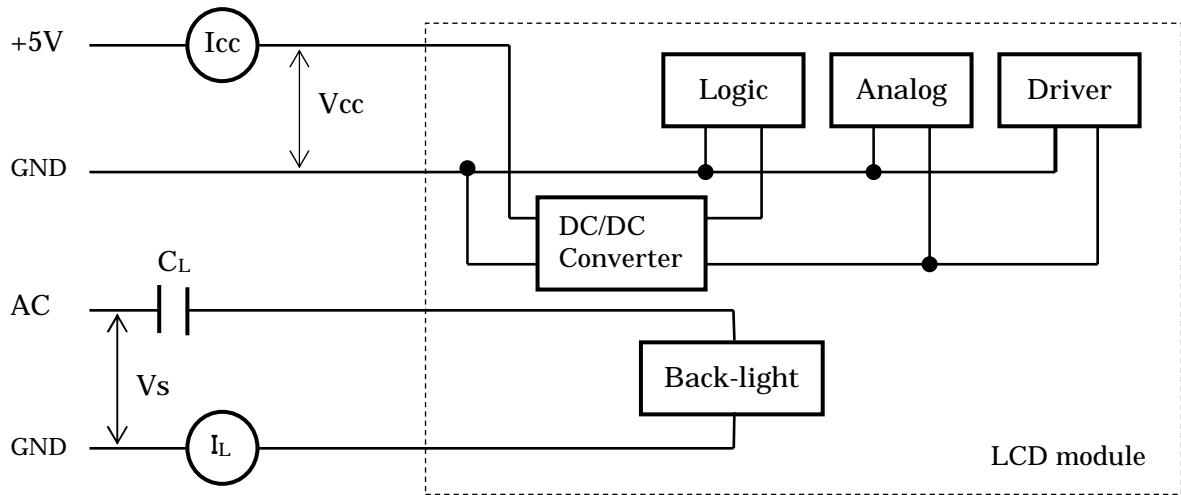 +5V
Icc
Vcc
GND
Logic
Analog
Driver
DC/DC
Converter
CL
AC
Vs
Back-light
GND
IL
LCD module